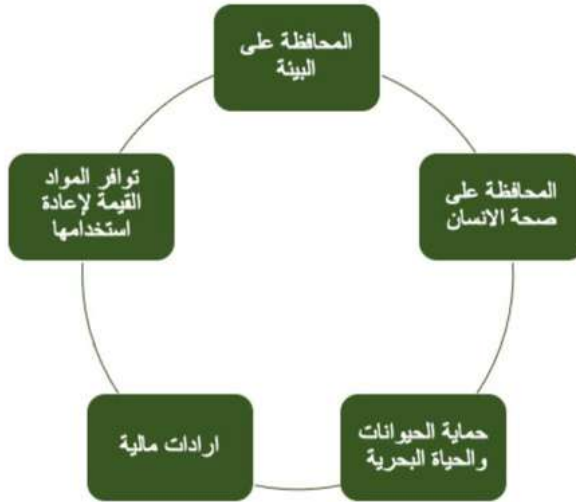 المحافظة على
البيئة
المحافظة على
صحة الانسان
حماية الحيوانات
والحياة البحرية
ارادات مالية
توافر المواد
القيمة لإعادة
استخدامها